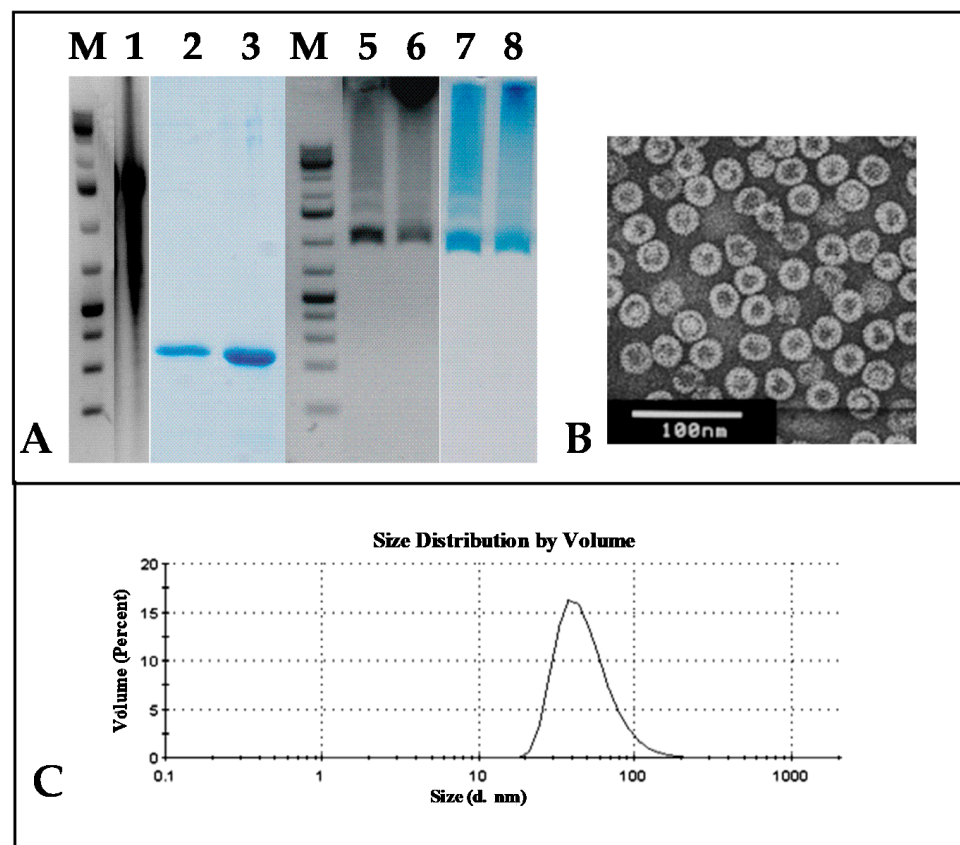 M 1 2 3 M 5 6 7 8
A
B
100nm
Size Distribution by Volume
Volume (Percent)
20
15
10
5
0
0.1 1 10 100 1000
Size (d. nm)
C